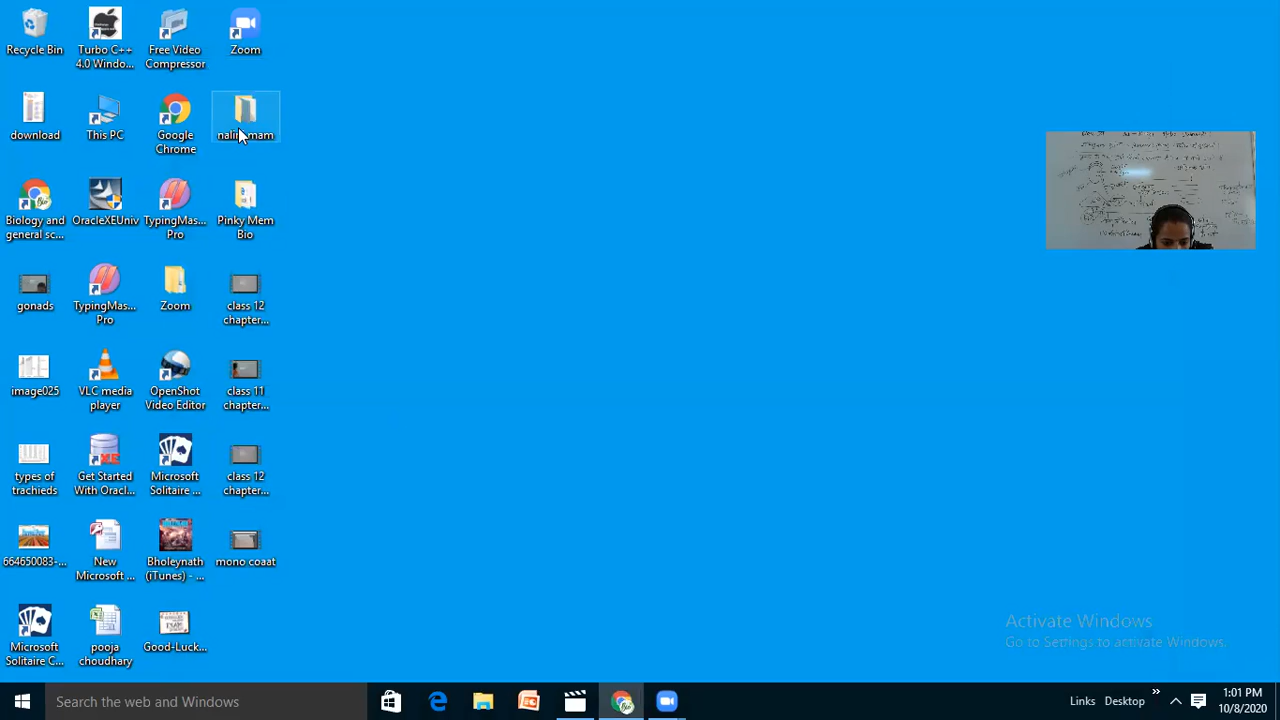 Recycle Bin
Turbo C++
4.0 Windo...
Free Video
Compressor
Zoom
download
This PC
Google
Chrome
mam
Biology and
general sc...
OracleXEUniv
TypingMas...
Pro
Pinky Mem
Bio
gonads
TypingMas...
Pro
Zoom
class 12
chapter...
image025
VLC media
player
OpenShot
Video Editor
class 11
chapter...
types of
trachieds
Get Started
With Oracl...
Microsoft
Solitaire ...
class 12
chapter...
664650083-...
New
Microsoft ...
Bholeynath
(iTunes) - ...
mono coaat
Microsoft
Solitaire C...
pooja
choudhary
Good-Luck...
Activate Windows
Go to Settings to activate Windows.
Search the web and Windows
Links
Desktop
1:01 PM
10/8/2020